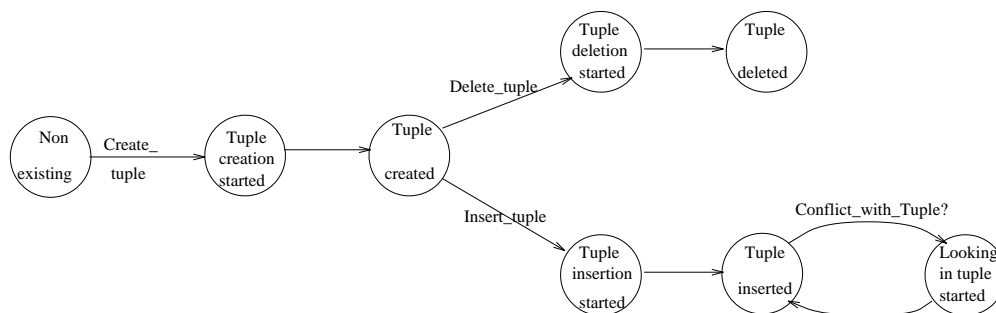 Non
existing
Create_
tuple
Tuple
creation
started
Tuple
created
Delete_tuple
Tuple
deletion
started
Tuple
deleted
Insert_tuple
Tuple
insertion
started
Tuple
inserted
Conflict_with_Tuple?
Looking
in tuple
started